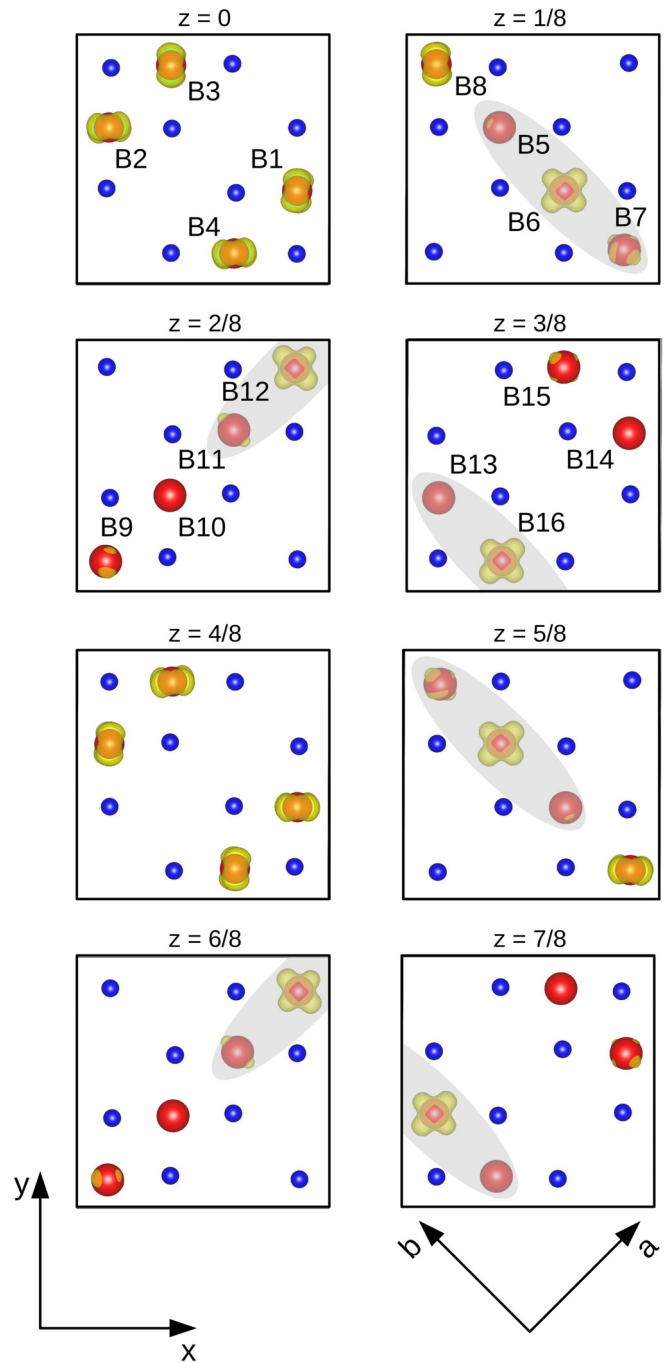 z = 0
z = 1/8
B3
B8
B2
B1
B5
B4
B6
B7
z = 2/8
z = 3/8
B12
B15
B11
B13
B14
B9
B10
B16
z = 4/8
z = 5/8
z = 6/8
z = 7/8
y
x
b
a